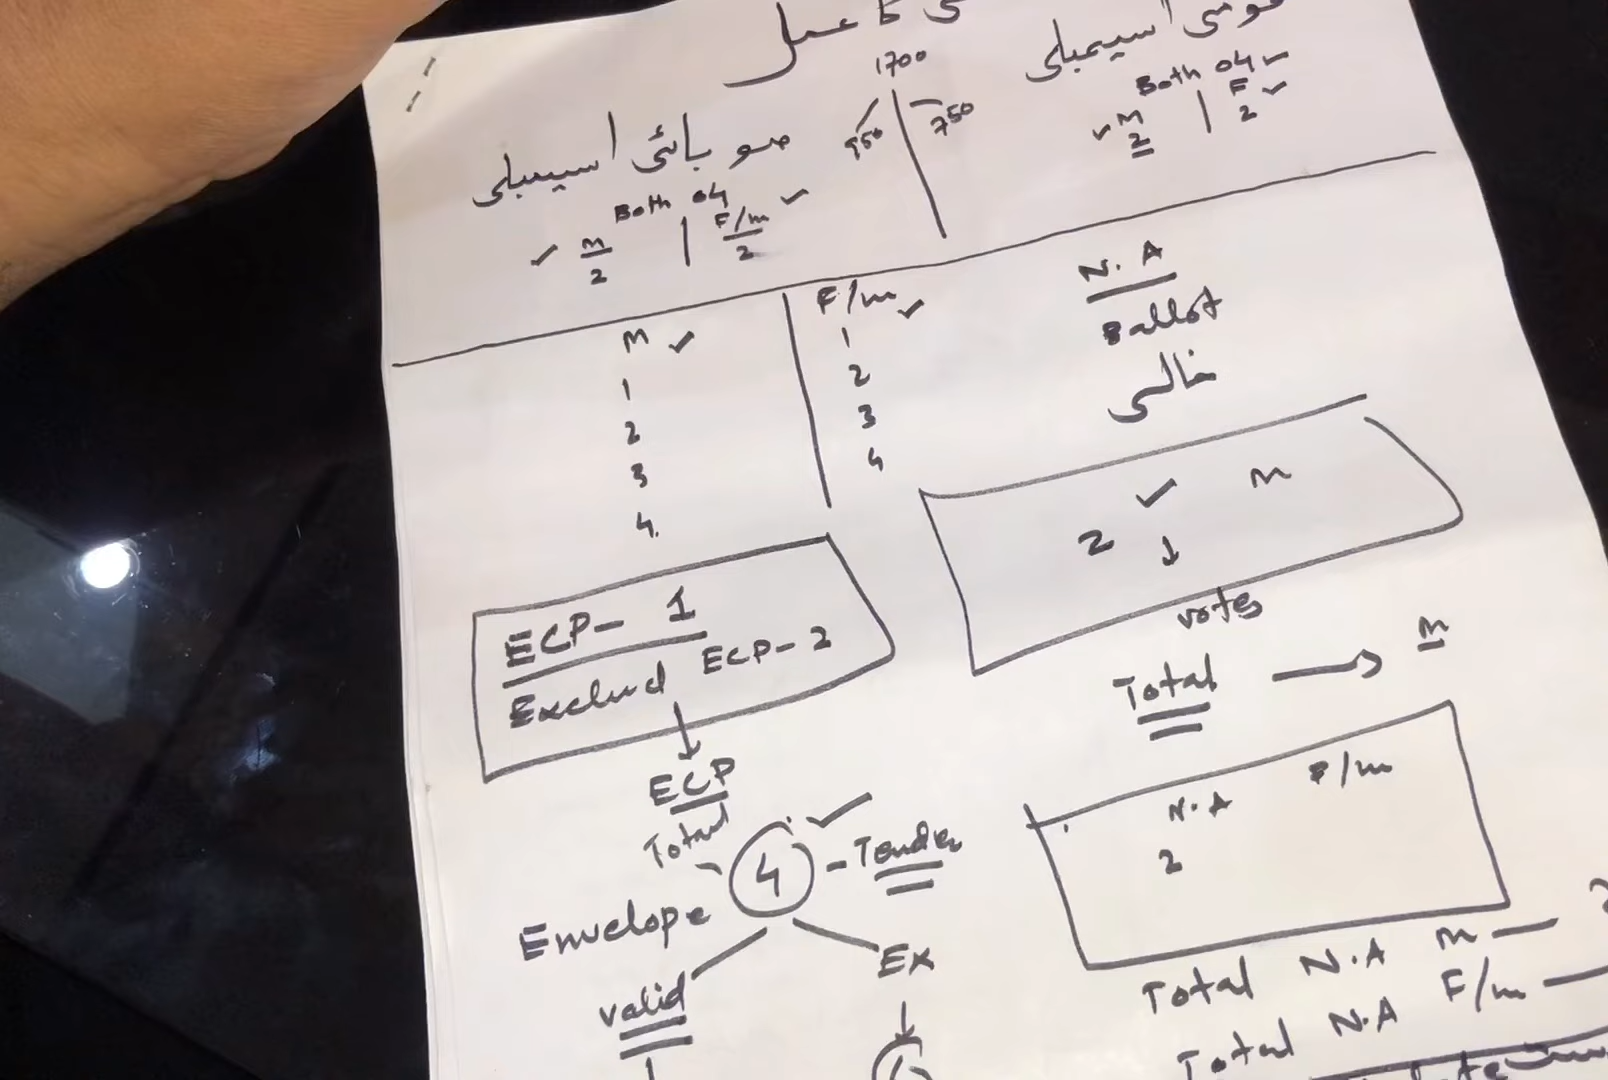 کا عمل
قومی اسیمبلی
1700
950 | 750
Both 04
M | F
2 | 2
صوبائی اسیمبلی
Both 04
M | F/m
2 | 2
M
1
2
3
4.
F/m
1
2
3
4
N.A
Ballot
خالی
2 m
votes
Total → m
ECP- 1
Exclud ECP-2
ECP
Total
4 - Tender
Envelope
valid
Ex
N.A F/m
2
Total N.A m —
Total N.A F/m —